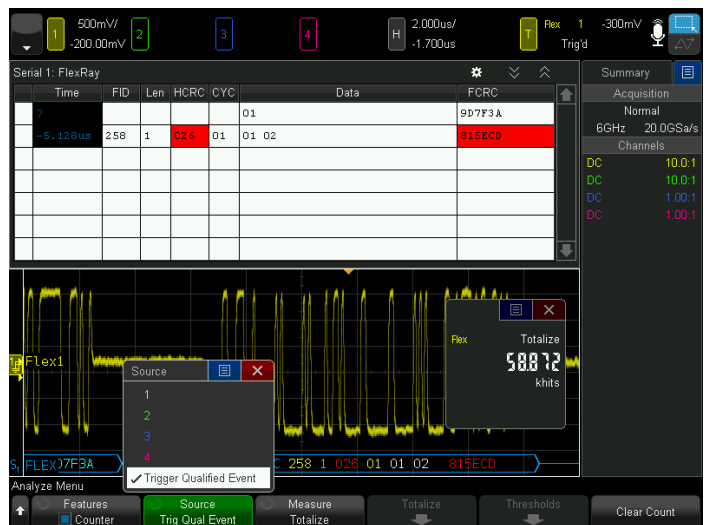 1 500mV/ -200.00mV 2 3 4 H 2.000us/ -1.700us T Flex 1 Trig'd -300mV
Serial 1: FlexRay
Time FID Len HCRC CYC Data FCRC
? 01 9D7F3A
-5.128us 258 1 026 01 01 02 815ECD
Summary
Acquisition
Normal
6GHz 20.0GSa/s
Channels
DC 10.0:1
DC 10.0:1
DC 1.00:1
DC 1.00:1
Flex1
Flex Totalize
58.872
khits
Source
1
2
3
4
Trigger Qualified Event
S1 FLEX 7F3A C 258 1 026 01 01 02 815ECD
Analyze Menu
Features Counter
Source Trig Qual Event
Measure Totalize
Totalize
Thresholds
Clear Count